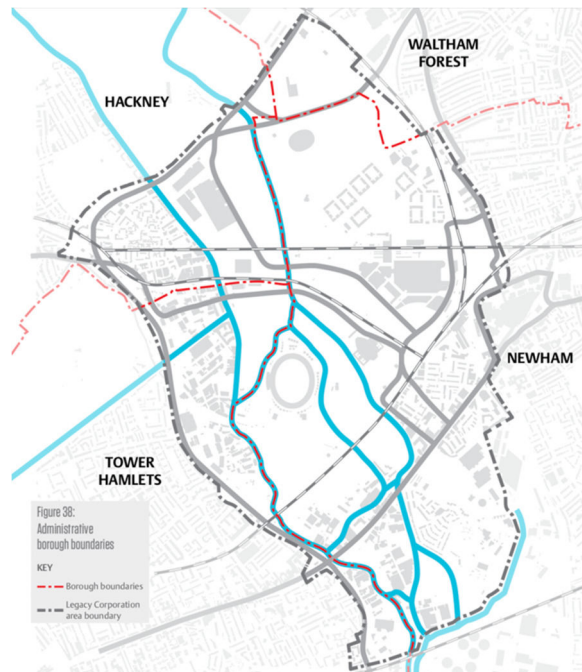 WALTHAM
FOREST
HACKNEY
NEWHAM
TOWER
HAMLETS
Figure 38:
Administrative
borough boundaries
KEY
Borough boundaries
Legacy Corporation
area boundary